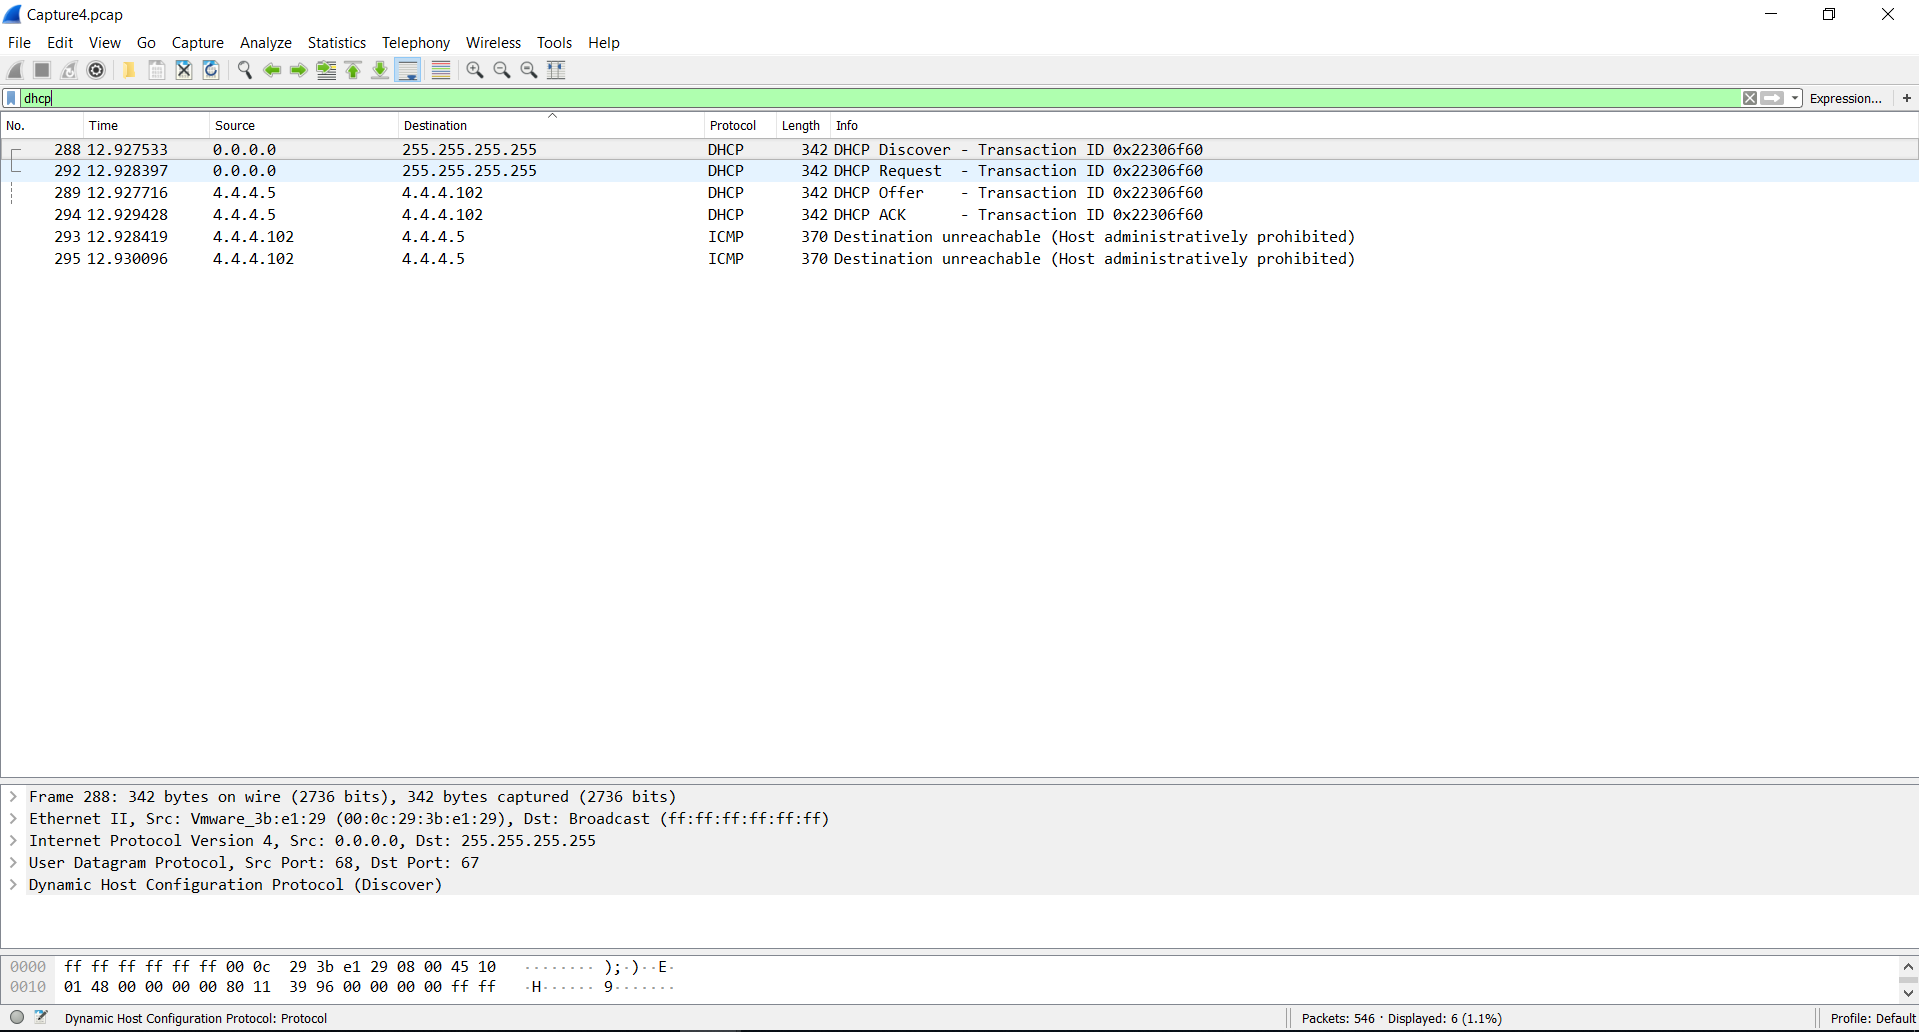 Capture4.pcap
File Edit View Go Capture Analyze Statistics Telephony Wireless Tools Help
dhcp Expression... +
No. Time Source Destination Protocol Length Info
288 12.927533 0.0.0.0 255.255.255.255 DHCP 342 DHCP Discover - Transaction ID 0x22306f60
292 12.928397 0.0.0.0 255.255.255.255 DHCP 342 DHCP Request - Transaction ID 0x22306f60
289 12.927716 4.4.4.5 4.4.4.102 DHCP 342 DHCP Offer - Transaction ID 0x22306f60
294 12.929428 4.4.4.5 4.4.4.102 DHCP 342 DHCP ACK - Transaction ID 0x22306f60
293 12.928419 4.4.4.102 4.4.4.5 ICMP 370 Destination unreachable (Host administratively prohibited)
295 12.930096 4.4.4.102 4.4.4.5 ICMP 370 Destination unreachable (Host administratively prohibited)
Frame 288: 342 bytes on wire (2736 bits), 342 bytes captured (2736 bits)
Ethernet II, Src: Vmware_3b:e1:29 (00:0c:29:3b:e1:29), Dst: Broadcast (ff:ff:ff:ff:ff:ff)
Internet Protocol Version 4, Src: 0.0.0.0, Dst: 255.255.255.255
User Datagram Protocol, Src Port: 68, Dst Port: 67
Dynamic Host Configuration Protocol (Discover)
0000 ff ff ff ff ff ff 00 0c 29 3b e1 29 08 00 45 10 ········ );·)··E·
0010 01 48 00 00 00 00 80 11 39 96 00 00 00 00 ff ff ·H······ 9·······
Dynamic Host Configuration Protocol: Protocol Packets: 546 · Displayed: 6 (1.1%) Profile: Default